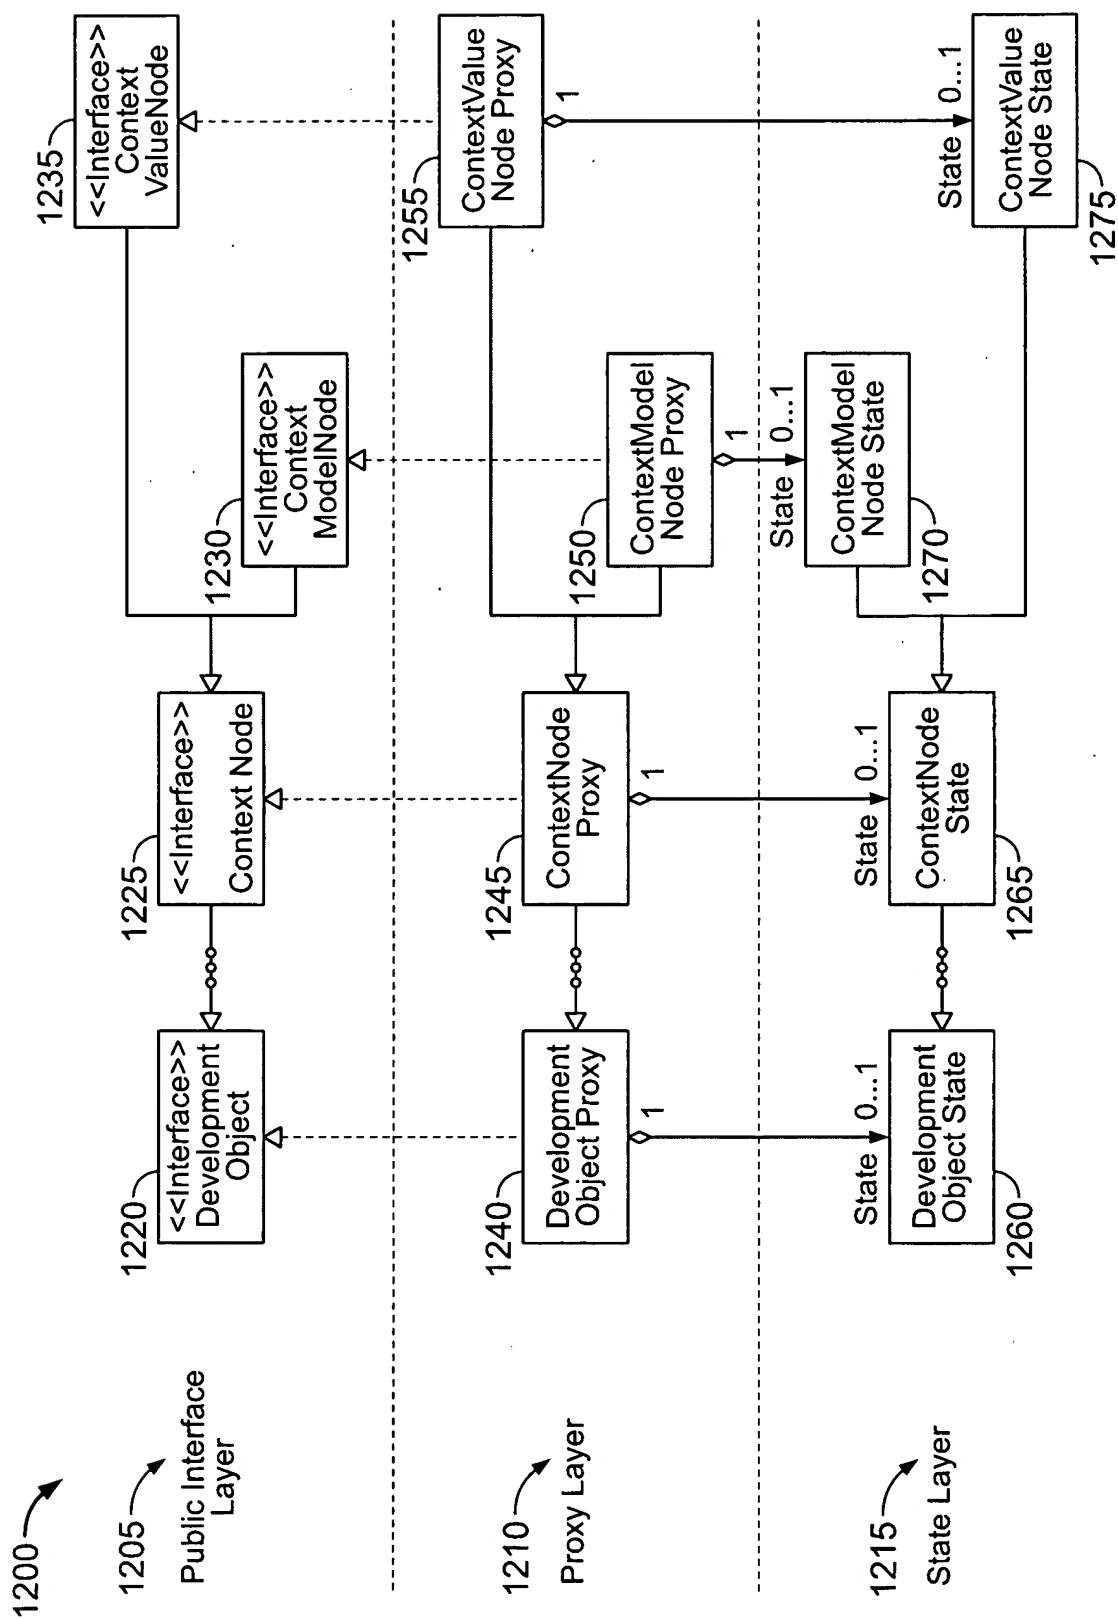 1200
1205
Public Interface
Layer
1220
<<Interface>>
Development
Object
1225
<<Interface>>
Context Node
1230
<<Interface>>
Context
ModelNode
1235
<<Interface>>
Context
ValueNode
1210
Proxy Layer
1240
Development
Object Proxy
1
1245
ContextNode
Proxy
1
1250
ContextModel
Node Proxy
1
1255
ContextValue
Node Proxy
1
1215
State Layer
State 0...1
Development
Object State
1260
State 0...1
ContextNode
State
1265
State 0...1
ContextModel
Node State
1270
State 0...1
ContextValue
Node State
1275